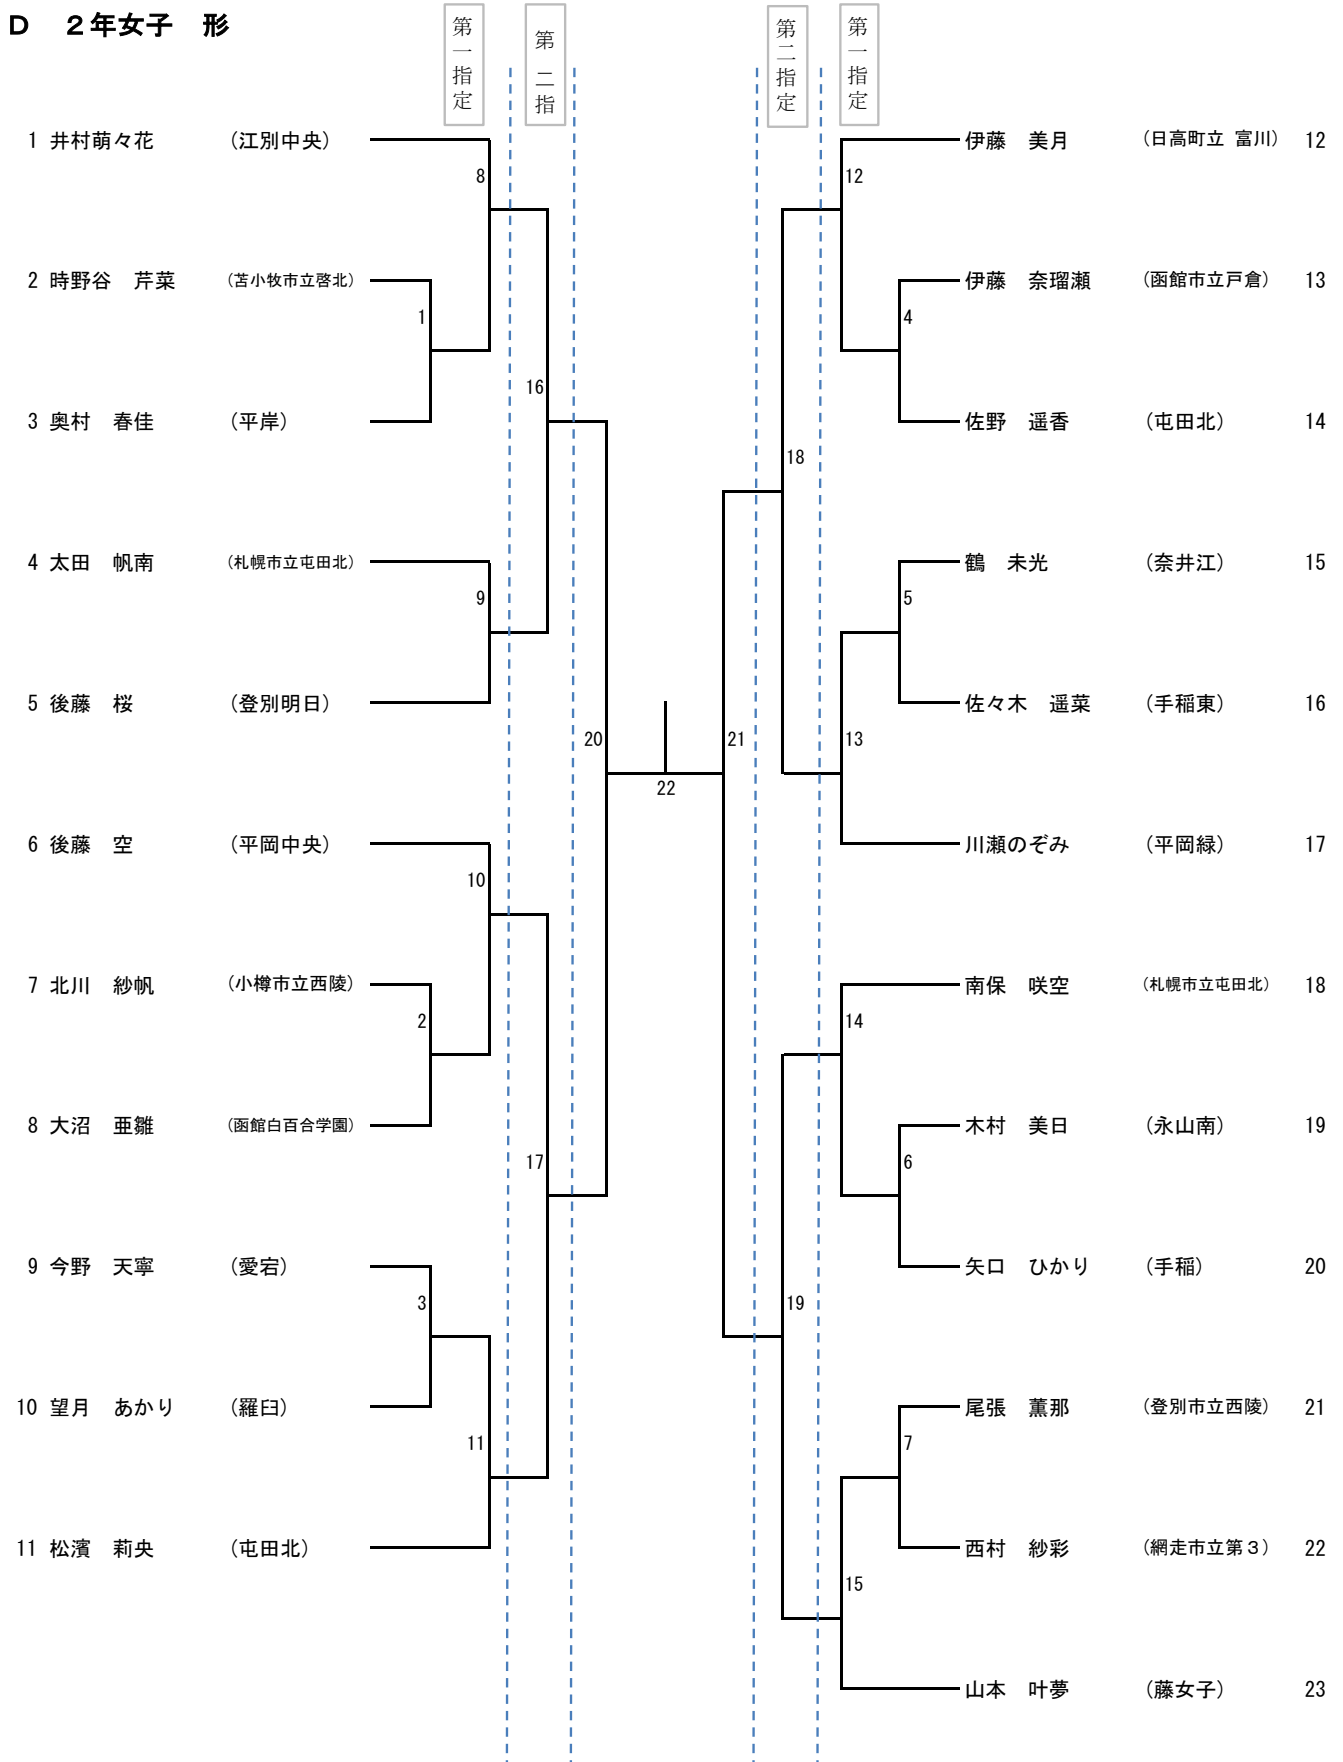 D　２年女子　形
第一指定
第二指
第二指定
第一指定
1 井村萌々花 （江別中央）
8
2 時野谷　芹菜 （苫小牧市立啓北）
1
16
3 奥村　春佳 （平岸）
4 太田　帆南 （札幌市立屯田北）
9
5 後藤　桜 （登別明日）
20
6 後藤　空 （平岡中央）
10
7 北川　紗帆 （小樽市立西陵）
2
8 大沼　亜雛 （函館白百合学園）
17
9 今野　天寧 （愛宕）
3
10 望月　あかり （羅臼）
11
11 松濱　莉央 （屯田北）
22
伊藤　美月 （日高町立 富川） 12
12
伊藤　奈瑠瀬 （函館市立戸倉） 13
4
佐野　遥香 （屯田北） 14
18
鶴　未光 （奈井江） 15
5
佐々木　遥菜 （手稲東） 16
21
13
川瀬のぞみ （平岡緑） 17
南保　咲空 （札幌市立屯田北） 18
14
木村　美日 （永山南） 19
6
矢口　ひかり （手稲） 20
19
尾張　薫那 （登別市立西陵） 21
7
西村　紗彩 （網走市立第３） 22
15
山本　叶夢 （藤女子） 23